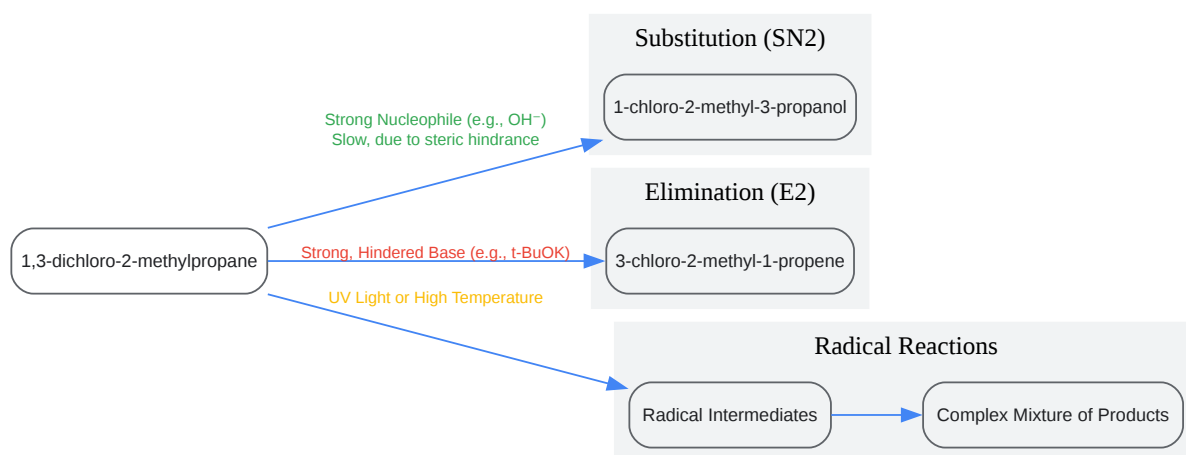 Substitution (SN2)
1-chloro-2-methyl-3-propanol
Strong Nucleophile (e.g., OH⁻)
Slow, due to steric hindrance
Elimination (E2)
1,3-dichloro-2-methylpropane
Strong, Hindered Base (e.g., t-BuOK)
3-chloro-2-methyl-1-propene
UV Light or High Temperature
Radical Reactions
Radical Intermediates
Complex Mixture of Products